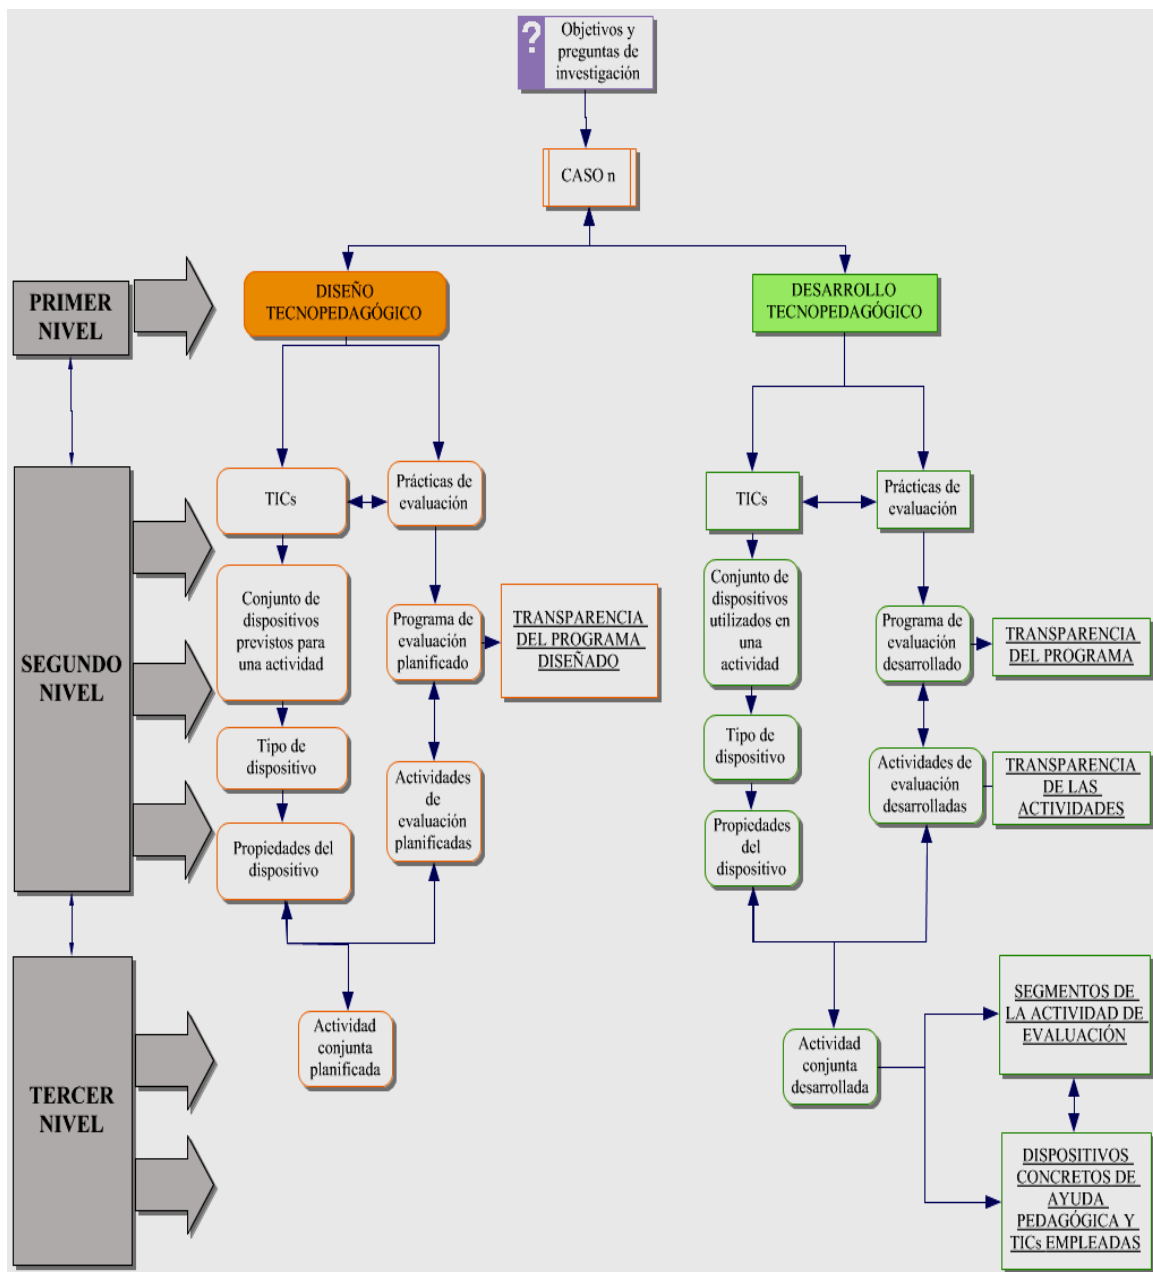 ?
Objetivos y
preguntas de
investigación
CASO n
PRIMER
NIVEL
DISEÑO
TECNOPEDAGÓGICO
DESARROLLO
TECNOPEDAGÓGICO
SEGUNDO
NIVEL
TICs
Prácticas de
evaluación
Conjunto de
dispositivos
previstos para
una actividad
Programa de
evaluación
planificado
TRANSPARENCIA
DEL PROGRAMA
DISEÑADO
Tipo de
dispositivo
Actividades
de
evaluación
planificadas
Propiedades del
dispositivo
TICs
Prácticas de
evaluación
Conjunto de
dispositivos
utilizados en
una
actividad
Programa de
evaluación
desarrollado
TRANSPARENCIA
DEL PROGRAMA
Tipo de
dispositivo
Actividades de
evaluación
desarrolladas
TRANSPARENCIA
DE LAS
ACTIVIDADES
Propiedades
del
dispositivo
TERCER
NIVEL
Actividad
conjunta
planificada
Actividad
conjunta
desarrollada
SEGMENTOS DE
LA ACTIVIDAD DE
EVALUACIÓN
DISPOSITIVOS
CONCRETOS DE
AYUDA
PEDAGÓGICA Y
TICs EMPLEADAS